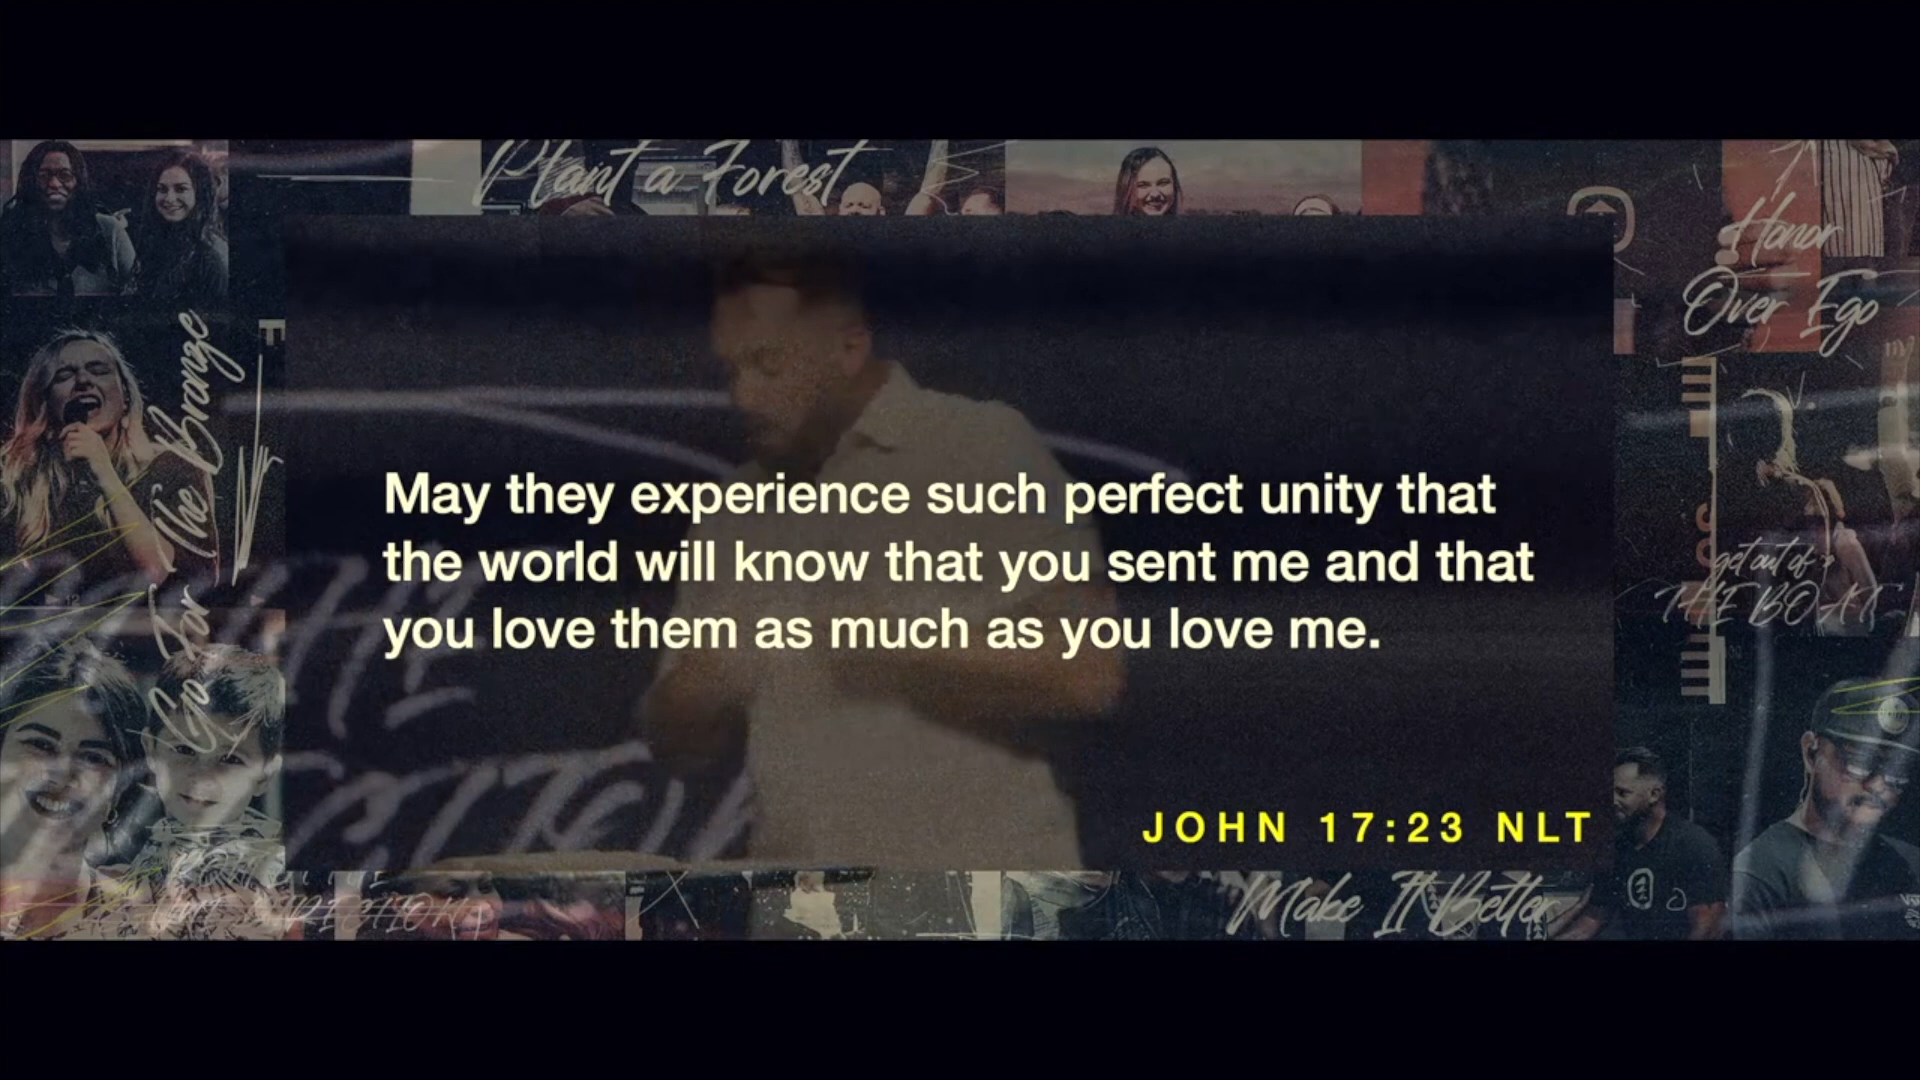 Plant a Forest
Honor
Over Ego
Go For The Bronze
May they experience such perfect unity that
the world will know that you sent me and that
you love them as much as you love me.
get out of
THE BOAT
JOHN 17:23 NLT
Make It Better